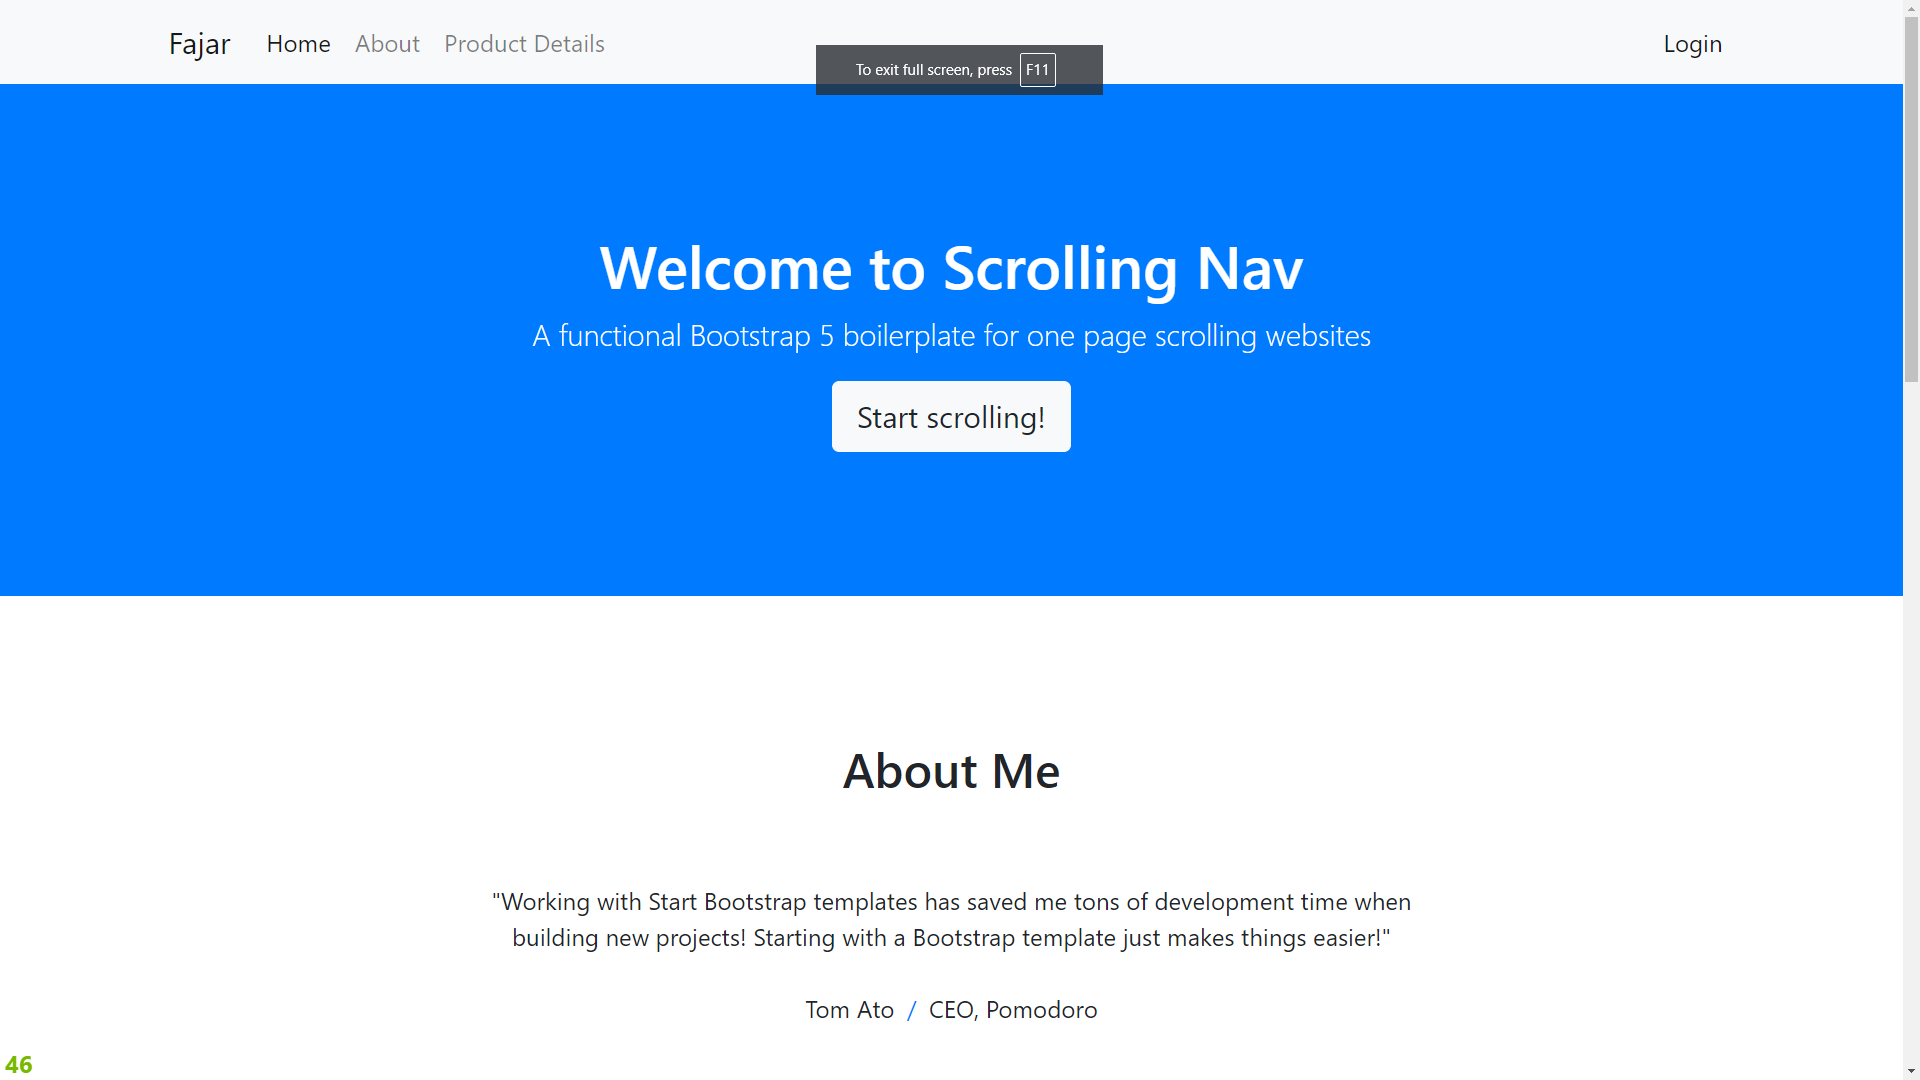 Fajar Home About Product Details Login
To exit full screen, press F11
Welcome to Scrolling Nav
A functional Bootstrap 5 boilerplate for one page scrolling websites
Start scrolling!
About Me
"Working with Start Bootstrap templates has saved me tons of development time when
building new projects! Starting with a Bootstrap template just makes things easier!"
Tom Ato / CEO, Pomodoro
46